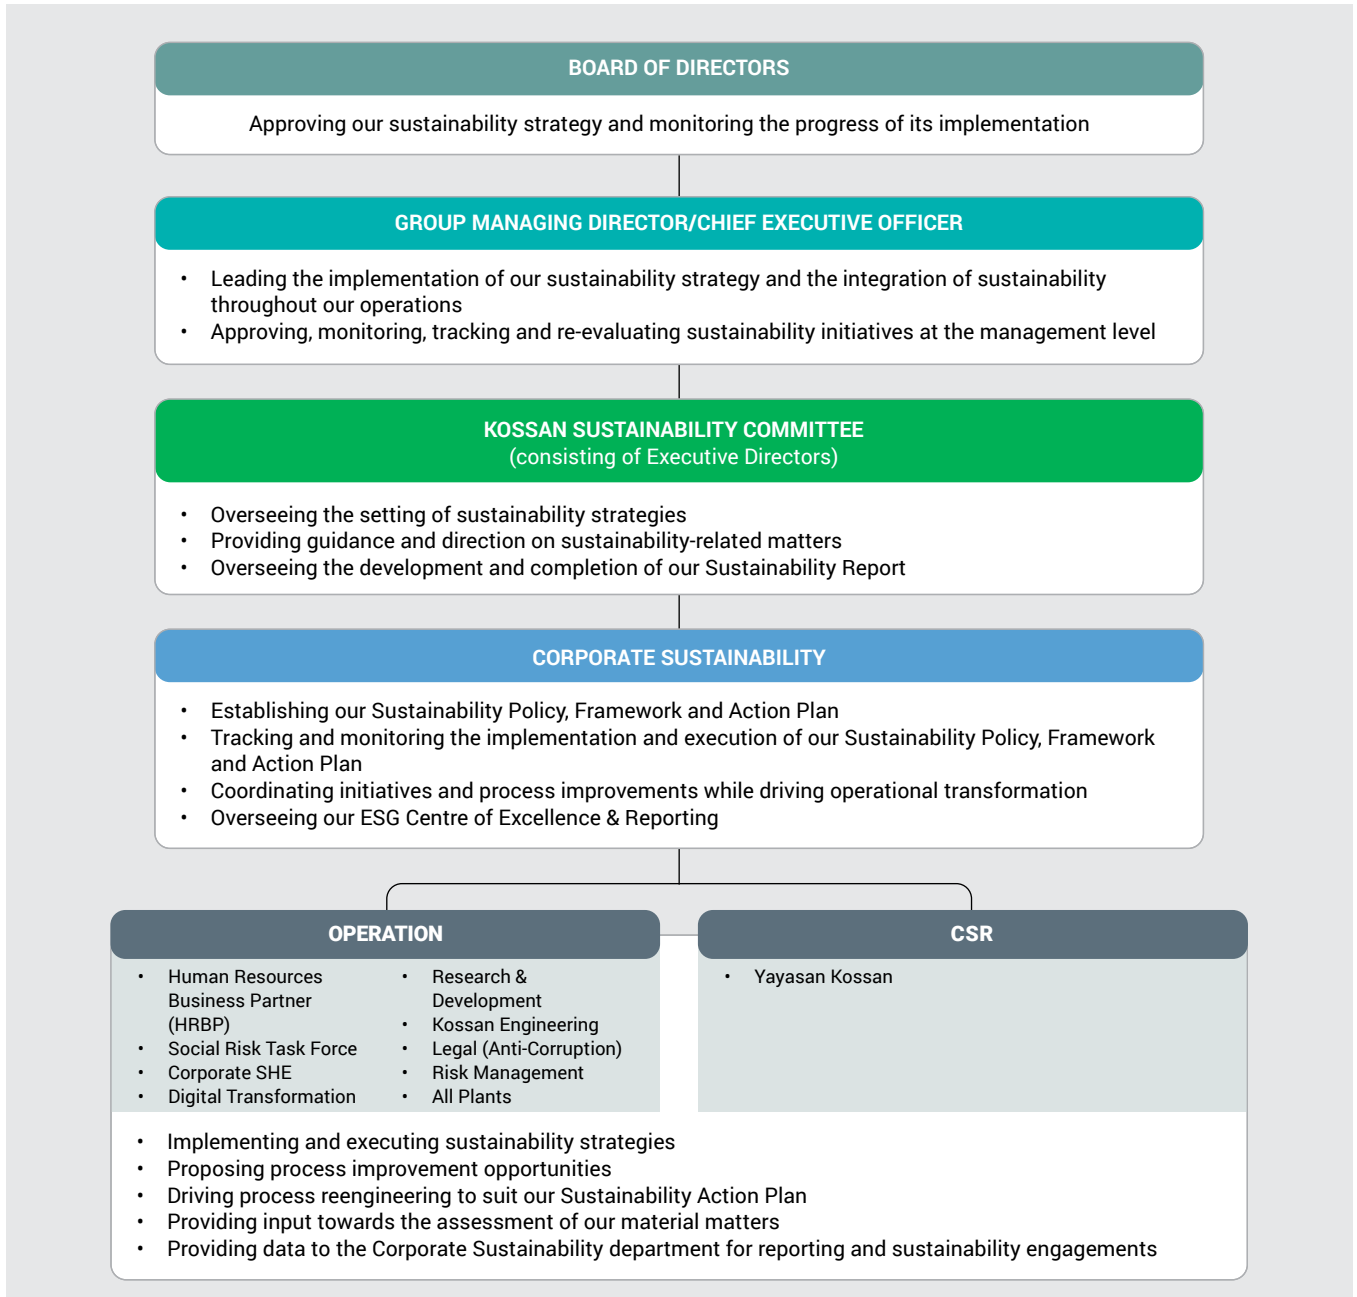 BOARD OF DIRECTORS
Approving our sustainability strategy and monitoring the progress of its implementation
GROUP MANAGING DIRECTOR/CHIEF EXECUTIVE OFFICER
• Leading the implementation of our sustainability strategy and the integration of sustainability
throughout our operations
• Approving, monitoring, tracking and re-evaluating sustainability initiatives at the management level
KOSSAN SUSTAINABILITY COMMITTEE
(consisting of Executive Directors)
• Overseeing the setting of sustainability strategies
• Providing guidance and direction on sustainability-related matters
• Overseeing the development and completion of our Sustainability Report
CORPORATE SUSTAINABILITY
• Establishing our Sustainability Policy, Framework and Action Plan
• Tracking and monitoring the implementation and execution of our Sustainability Policy, Framework
and Action Plan
• Coordinating initiatives and process improvements while driving operational transformation
• Overseeing our ESG Centre of Excellence & Reporting
OPERATION
• Human Resources
Business Partner
(HRBP)
• Social Risk Task Force
• Corporate SHE
• Digital Transformation
• Research &
Development
• Kossan Engineering
• Legal (Anti-Corruption)
• Risk Management
• All Plants
CSR
• Yayasan Kossan
• Implementing and executing sustainability strategies
• Proposing process improvement opportunities
• Driving process reengineering to suit our Sustainability Action Plan
• Providing input towards the assessment of our material matters
• Providing data to the Corporate Sustainability department for reporting and sustainability engagements